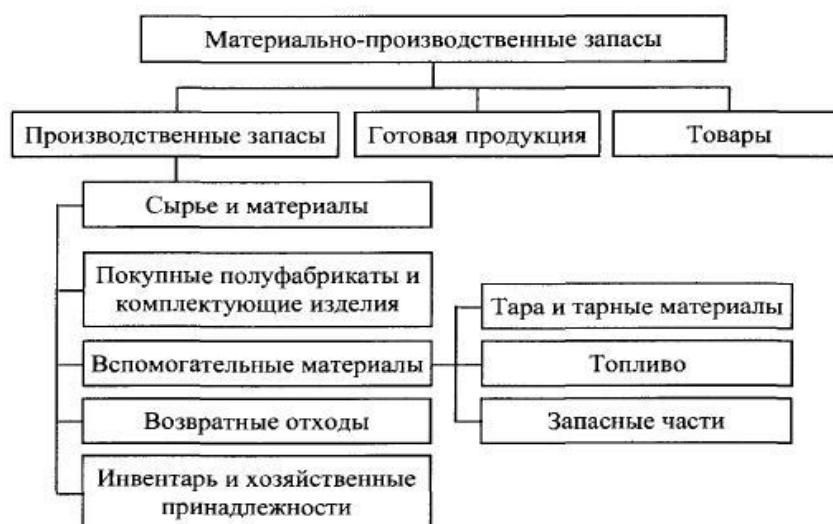 Материально-производственные запасы
Производственные запасы
Готовая продукция
Товары
Сырье и материалы
Покупные полуфабрикаты и
комплектующие изделия
Вспомогательные материалы
Возвратные отходы
Инвентарь и хозяйственные
принадлежности
Тара и тарные материалы
Топливо
Запасные части